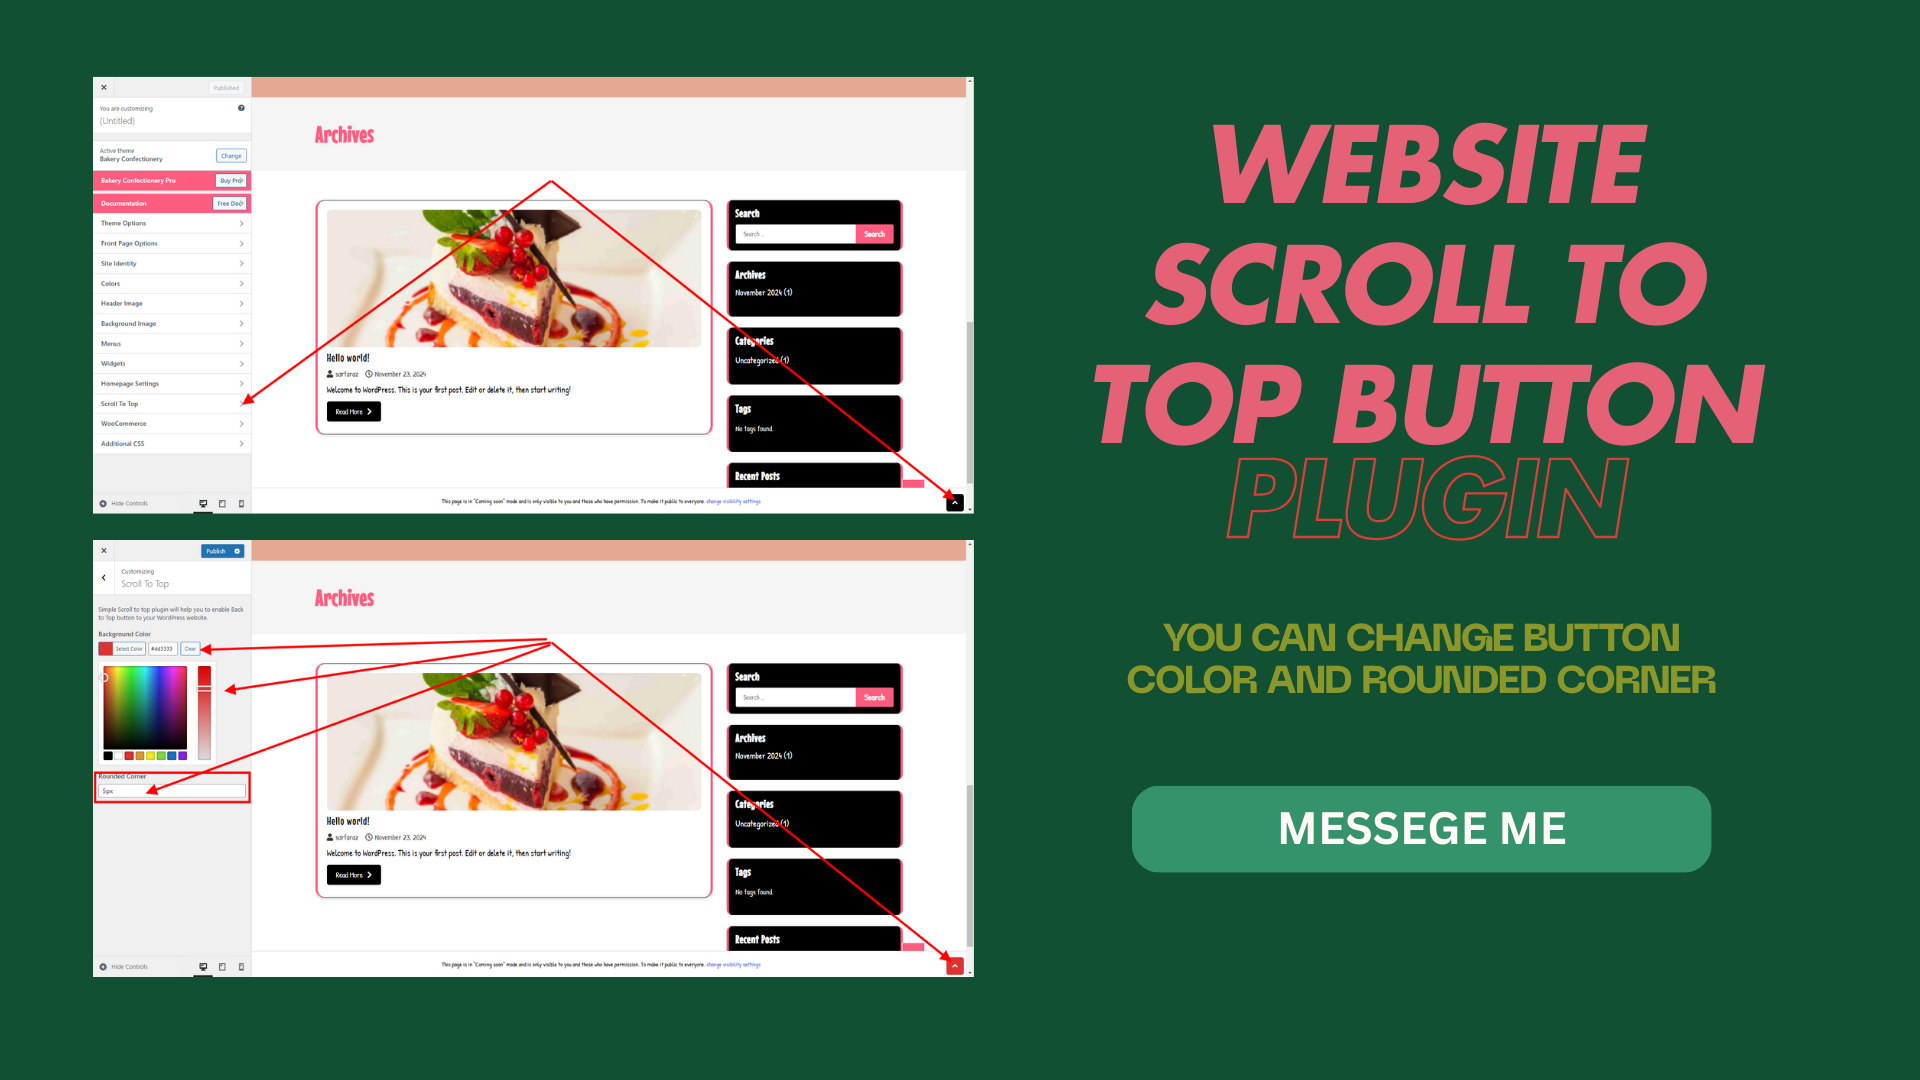 Published
You are customizing
(Untitled)
Active theme
Bakery Confectionery
Change
Bakery Confectionery Pro
Buy Pro
Documentation
Theme Options
Front Page Options
Site Identity
Colors
Header Image
Background Image
Menus
Widgets
Homepage Settings
Scroll To Top
WooCommerce
Additional CSS
Hide Controls
Archives
Hello world!
sarfaraz November 23, 2024
Welcome to WordPress. This is your first post. Edit or delete it, then start writing!
Read More
Search
Search ...
Search
Archives
November 2024 (1)
Categories
Uncategorized (1)
Tags
No tags found.
Recent Posts
This page is in "Coming soon" mode and is only visible to you and those who have permission. To make it public to everyone, change visibility settings
Publish
Customizing
Scroll To Top
Simple Scroll to top plugin will help you to enable Back
to Top button to your WordPress website.
Background Color
Select Color
#dd3333
Clear
Rounded Corner
5px
Hide Controls
Archives
Hello world!
sarfaraz November 23, 2024
Welcome to WordPress. This is your first post. Edit or delete it, then start writing!
Read More
Search
Search ...
Search
Archives
November 2024 (1)
Categories
Uncategorized (1)
Tags
No tags found.
Recent Posts
This page is in "Coming soon" mode and is only visible to you and those who have permission. To make it public to everyone, change visibility settings
WEBSITE
SCROLL TO
TOP BUTTON
PLUGIN
YOU CAN CHANGE BUTTON
COLOR AND ROUNDED CORNER
MESSEGE ME